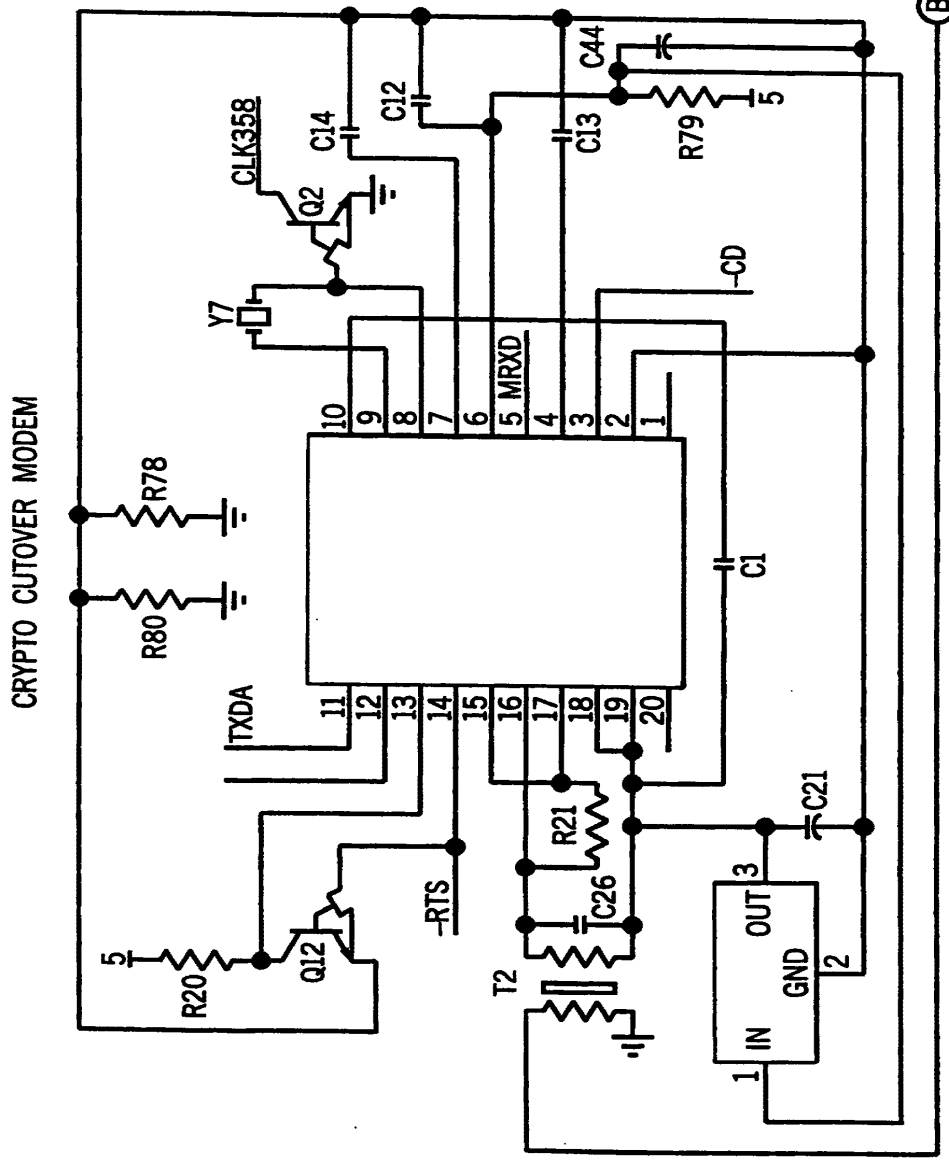 CRYPTO CUTOVER MODEM
5
R20
Q12
-RTS
TXDA
R80
R78
Y7
CLK358
Q2
C14
C12
C44
C13
R79
5
11
12
13
14
15
16
17
18
19
20
10
9
8
7
6
5
4
3
2
1
MRXD
-CD
T2
C26
R21
C1
C21
1
IN
OUT
3
GND
2
B